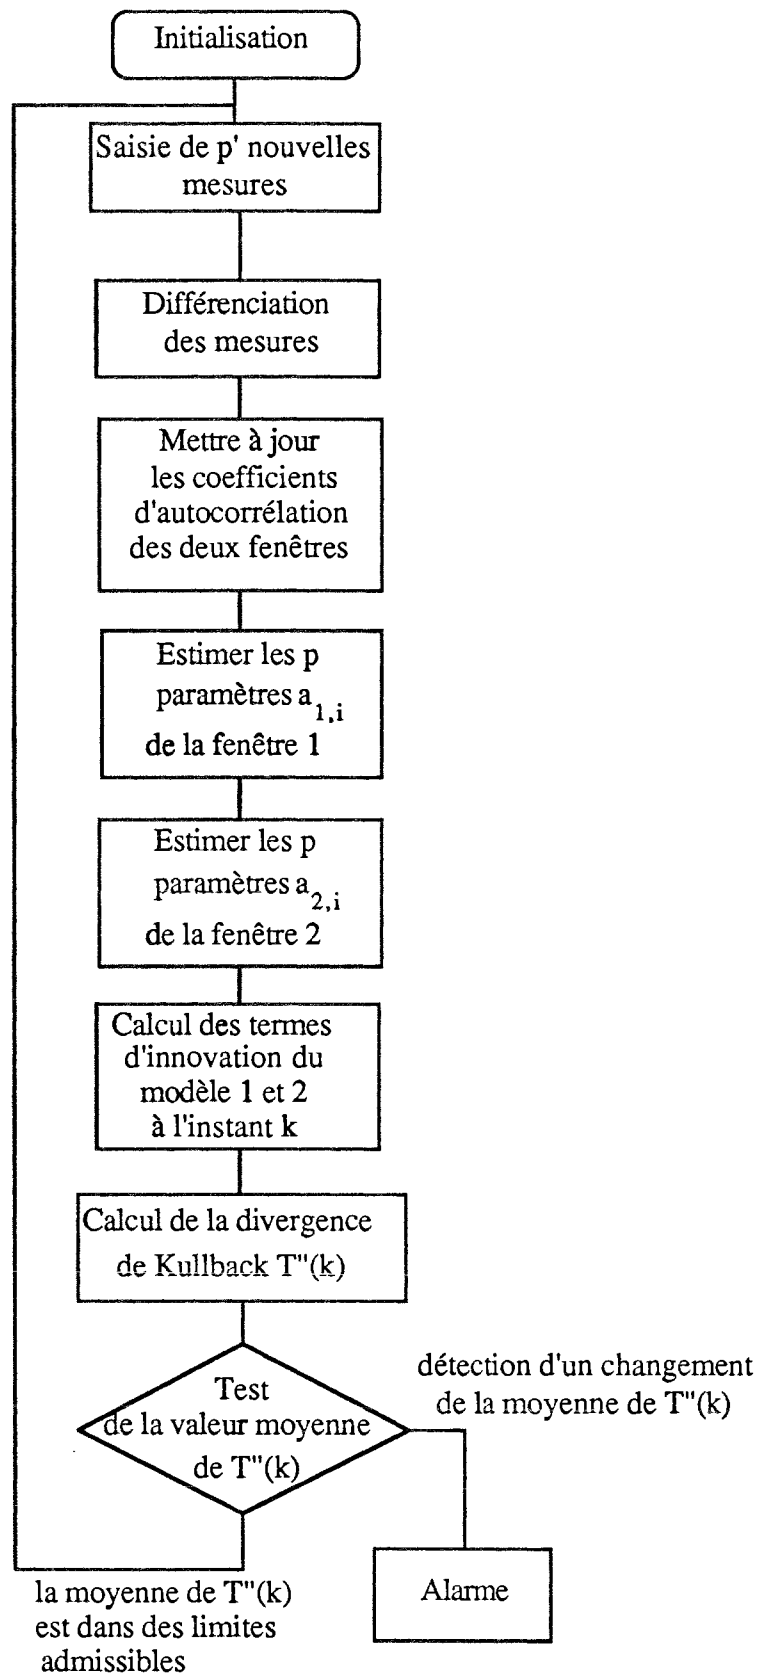 Initialisation
Saisie de p' nouvelles
mesures
Différenciation
des mesures
Mettre à jour
les coefficients
d'autocorrélation
des deux fenêtres
Estimer les p
paramètres a1,i
de la fenêtre 1
Estimer les p
paramètres a2,i
de la fenêtre 2
Calcul des termes
d'innovation du
modèle 1 et 2
à l'instant k
Calcul de la divergence
de Kullback T"(k)
détection d'un changement
de la moyenne de T"(k)
Test
de la valeur moyenne
de T"(k)
Alarme
la moyenne de T"(k)
est dans des limites
admissibles